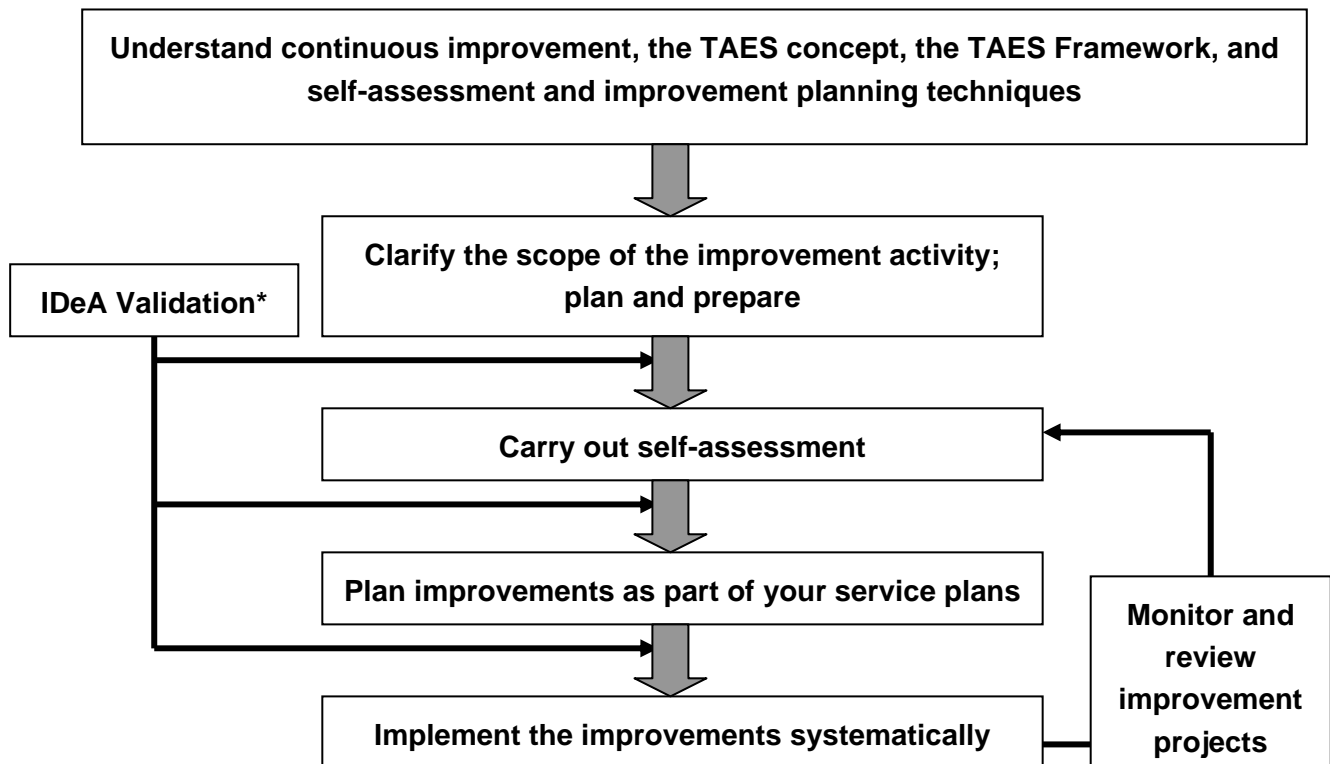 Understand continuous improvement, the TAES concept, the TAES Framework, and
self-assessment and improvement planning techniques
Clarify the scope of the improvement activity;
plan and prepare
IDeA Validation*
Carry out self-assessment
Plan improvements as part of your service plans
Monitor and
review
improvement
projects
Implement the improvements systematically